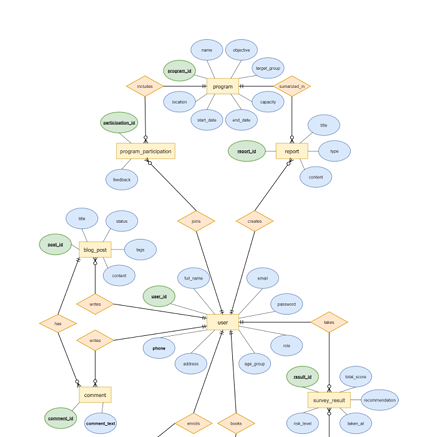 name
objective
program_id
target_group
includes
program
sumarized_in
location
capacity
start_date
end_date
participation_id
title
program_participation
report_id
report
type
feedback
content
title
status
joins
creates
post_id
blog_post
tags
content
full_name
email
user_id
password
writes
has
user
takes
writes
phone
role
address
age_group
result_id
total_score
comment
survey_result
recommendation
comment_id
comment_text
enrolls
books
risk_level
taken_at